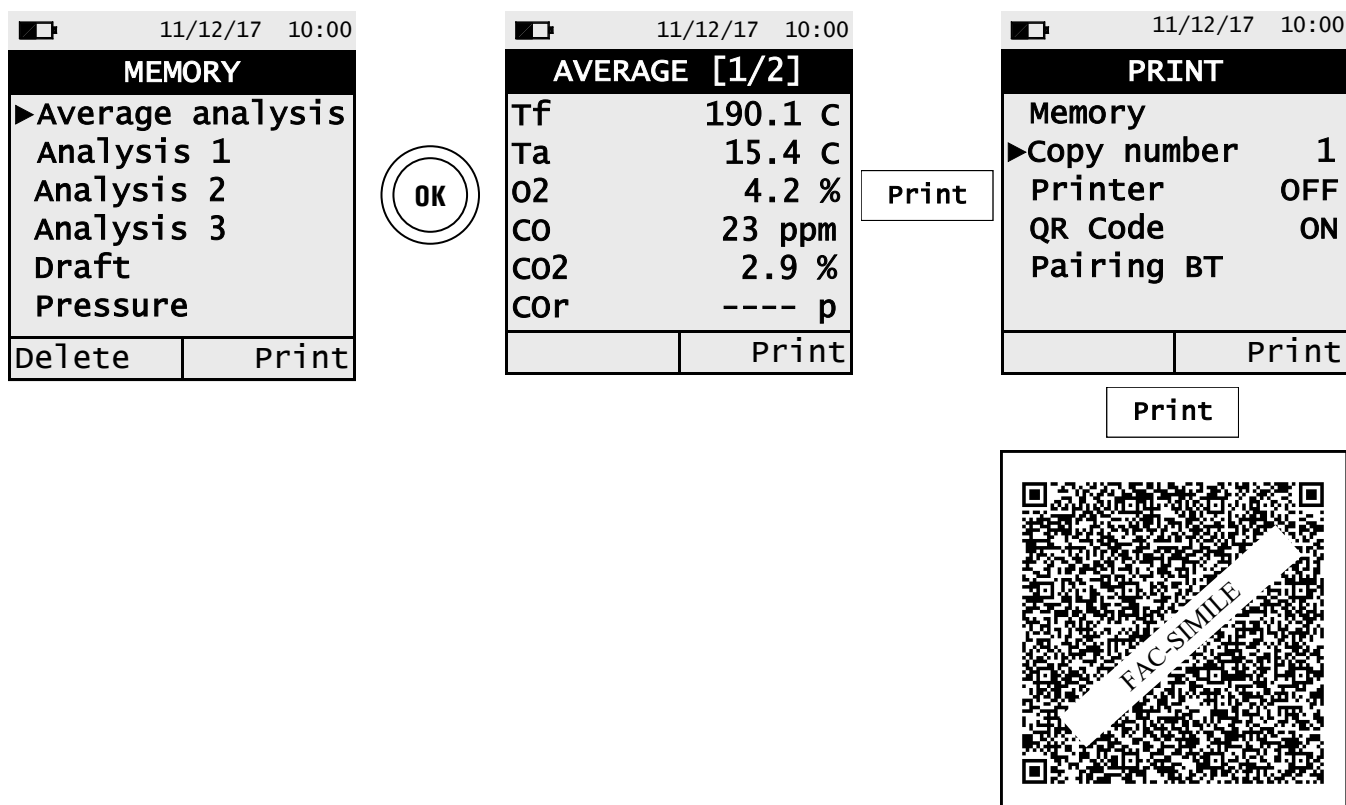 11/12/17 10:00
MEMORY
►Average analysis
Analysis 1
Analysis 2
Analysis 3
Draft
Pressure
Delete Print
OK
11/12/17 10:00
AVERAGE [1/2]
Tf 190.1 C
Ta 15.4 C
O2 4.2 %
CO 23 ppm
CO2 2.9 %
COr ---- p
Print
Print
11/12/17 10:00
PRINT
Memory
►Copy number 1
Printer OFF
QR Code ON
Pairing BT
Print
Print
FAC-SIMILE